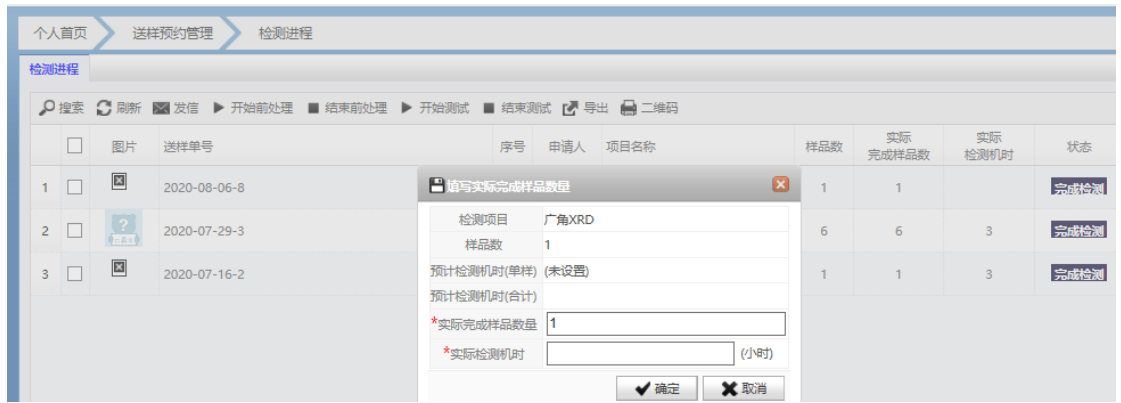 个人首页 送样预约管理 检测进程
检测进程
搜索 刷新 发信 开始前处理 结束前处理 开始测试 结束测试 导出 二维码
图片 送样单号 序号 申请人 项目名称 样品数 实际完成样品数 实际检测机时 状态
1 2020-08-06-8 1 1 完成检测
2 2020-07-29-3 6 6 3 完成检测
3 2020-07-16-2 1 1 3 完成检测
填写实际完成样品数量
检测项目 广角XRD
样品数 1
预计检测机时(单样) (未设置)
预计检测机时(合计)
*实际完成样品数量 1
*实际检测机时 (小时)
确定 取消